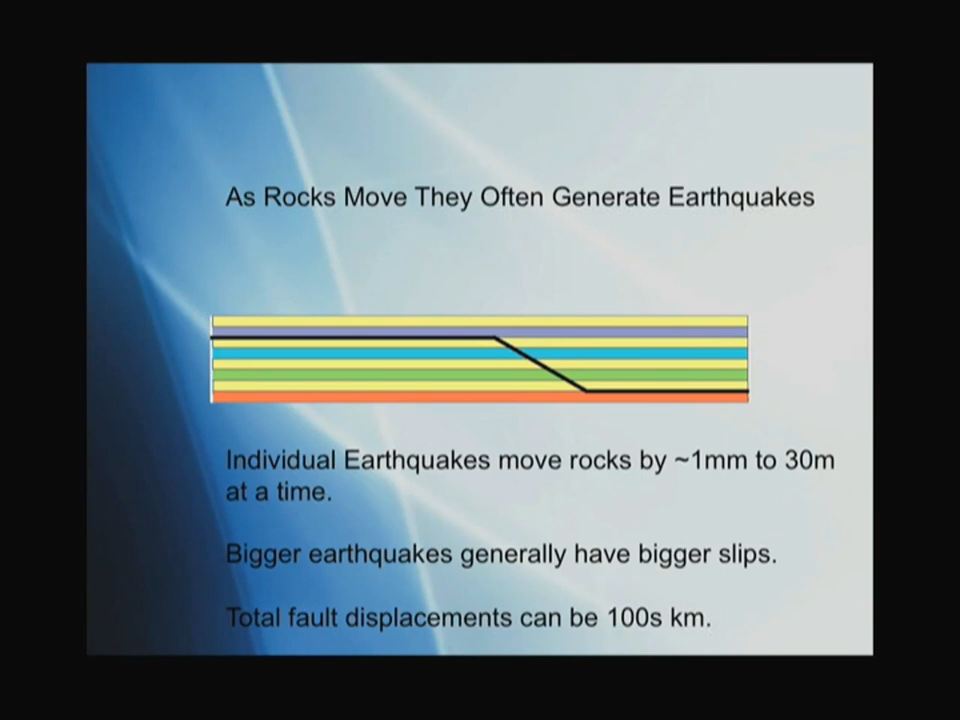 As Rocks Move They Often Generate Earthquakes
Individual Earthquakes move rocks by ~1mm to 30m
at a time.
Bigger earthquakes generally have bigger slips.
Total fault displacements can be 100s km.